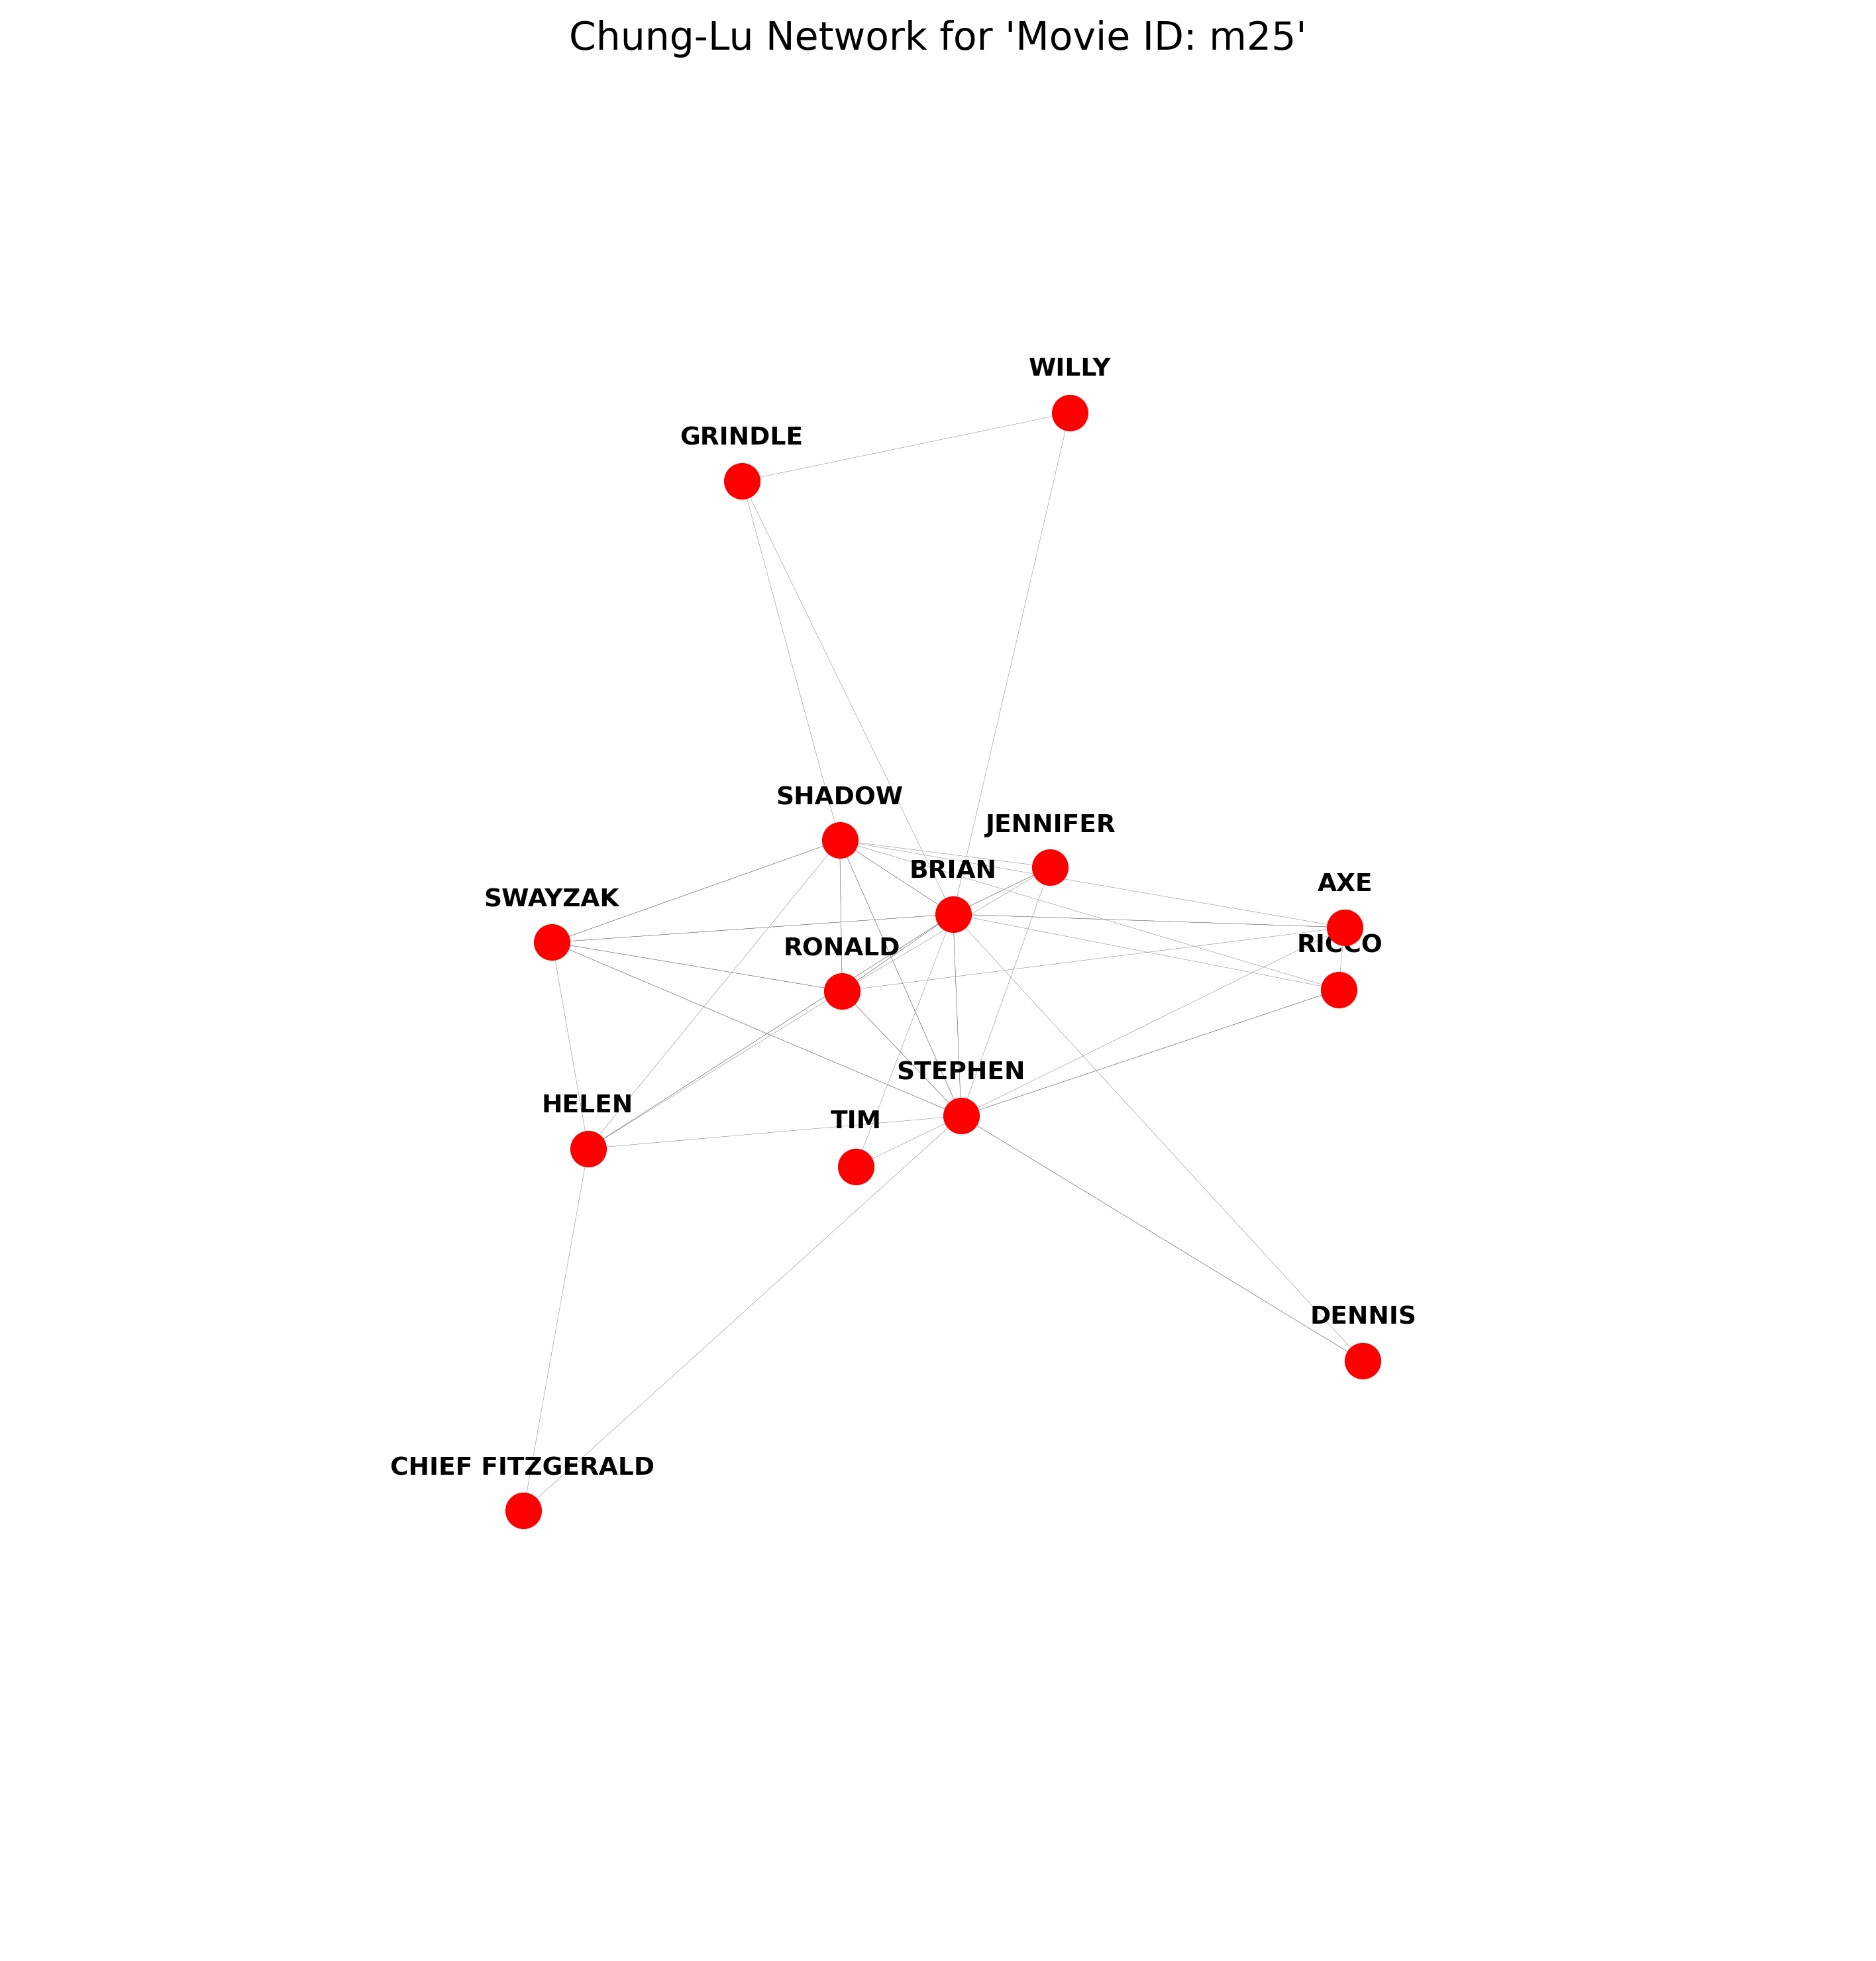 Chung-Lu Network for 'Movie ID: m25'
WILLY
GRINDLE
SHADOW
JENNIFER
BRIAN
AXE
SWAYZAK
RICCO
RONALD
STEPHEN
HELEN
TIM
DENNIS
CHIEF FITZGERALD